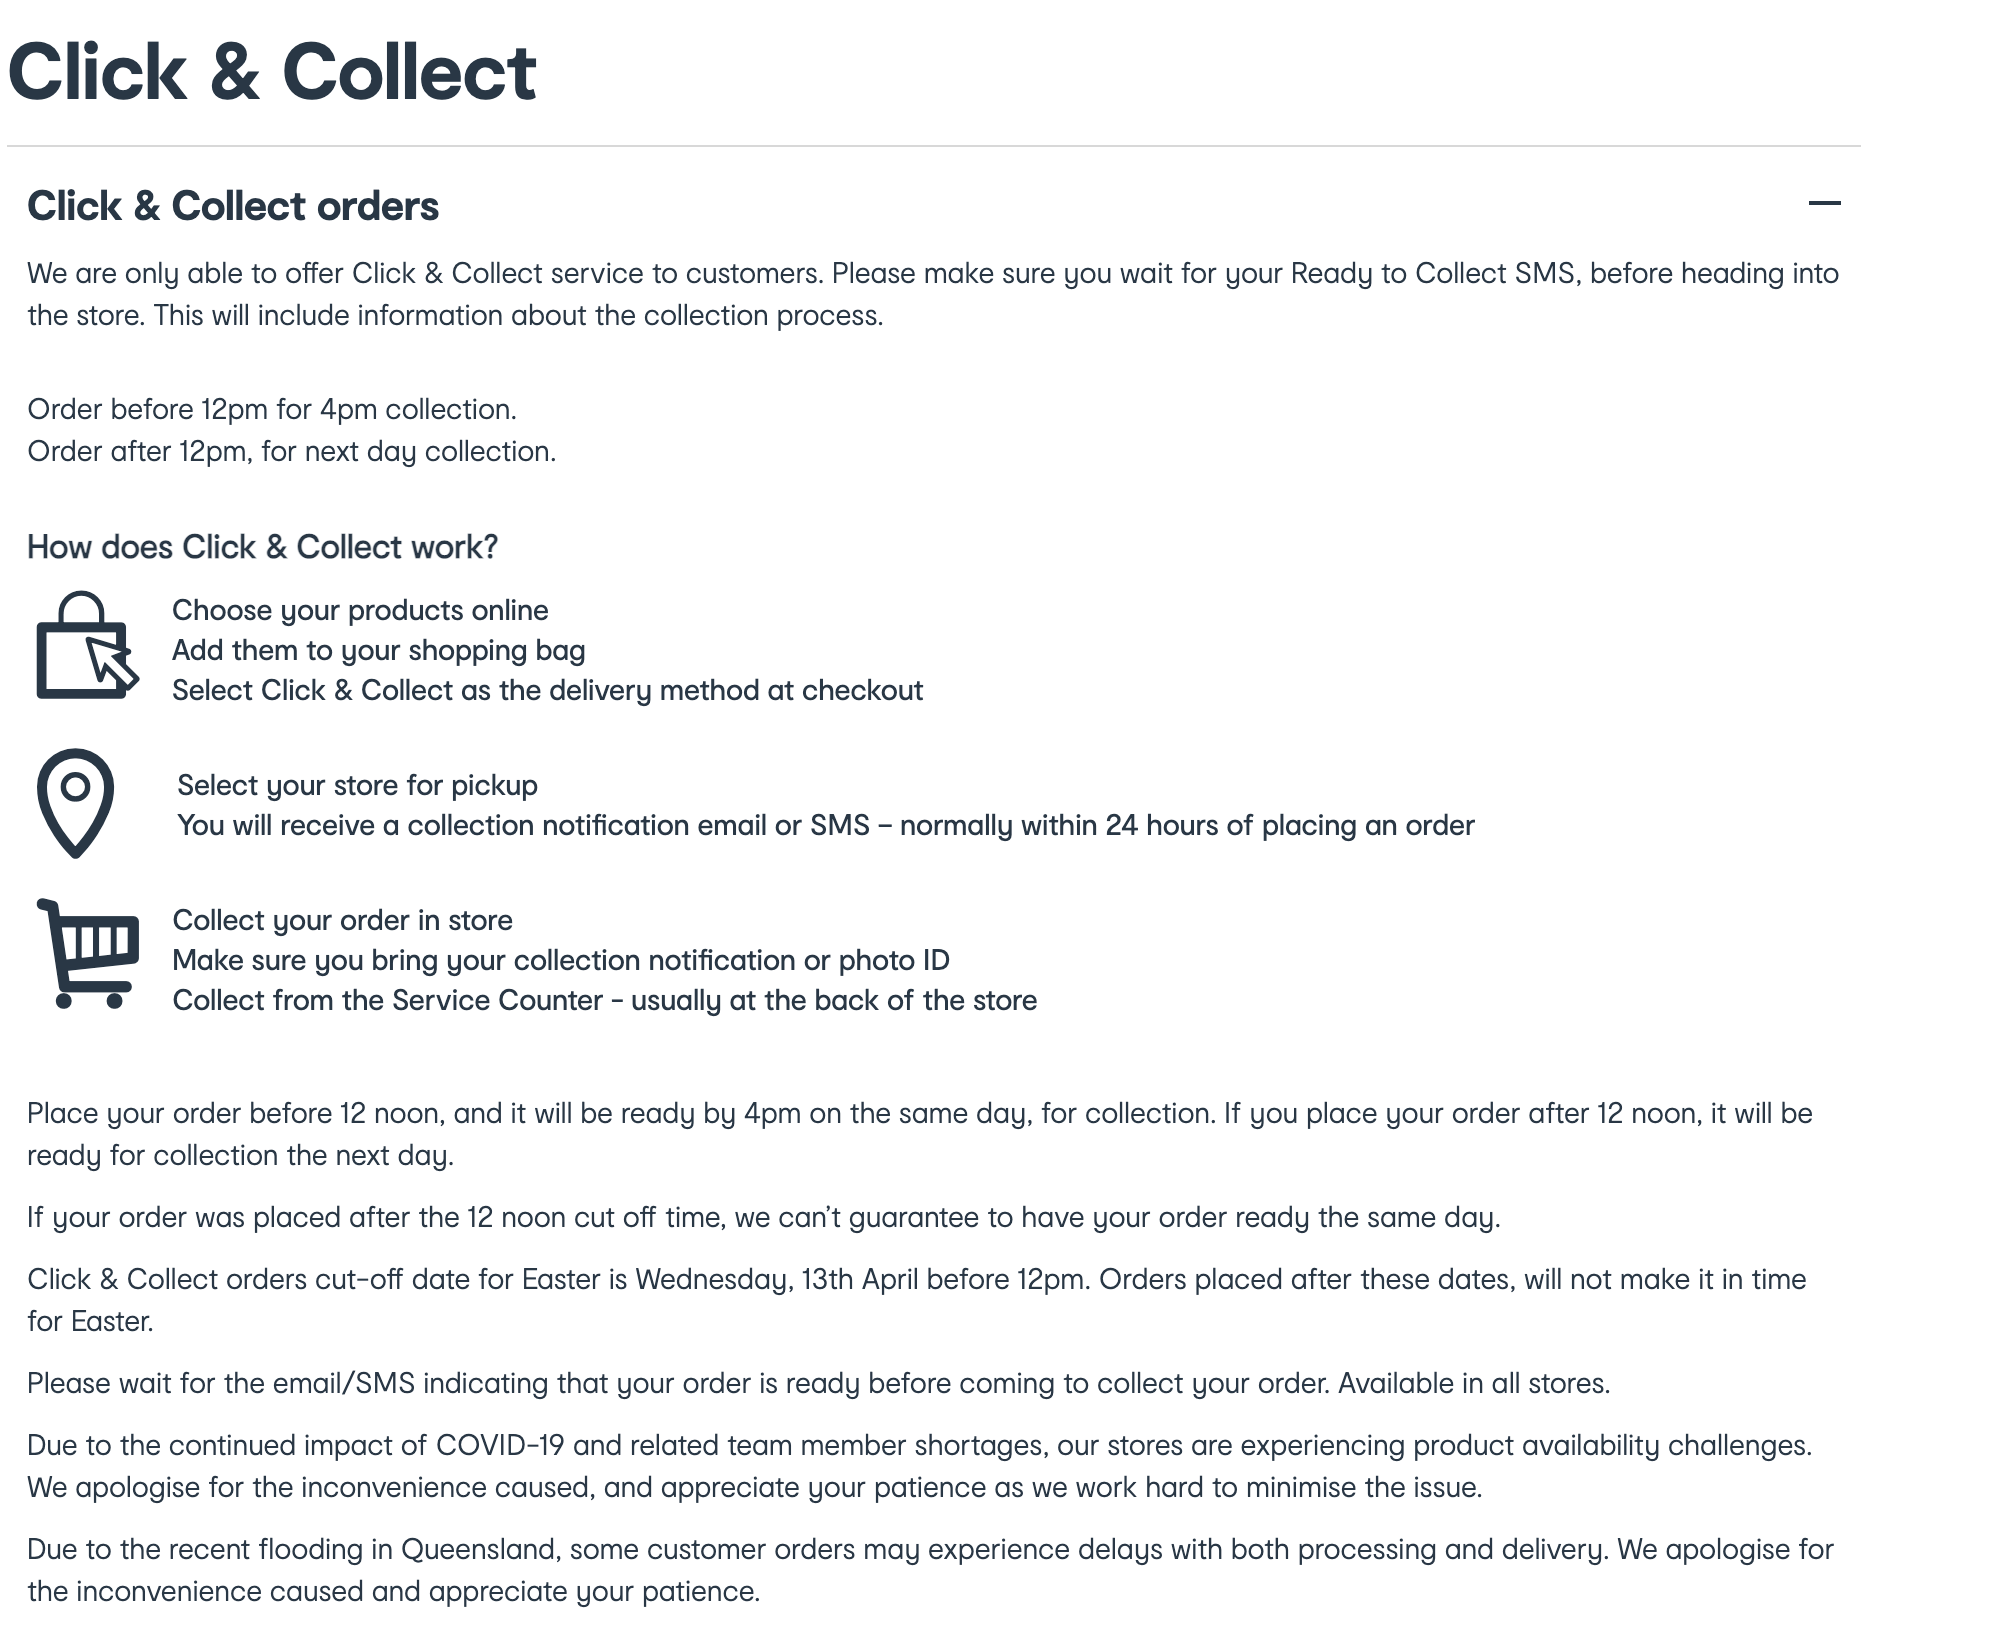 Click & Collect
Click & Collect orders
We are only able to offer Click & Collect service to customers. Please make sure you wait for your Ready to Collect SMS, before heading into
the store. This will include information about the collection process.
Order before 12pm for 4pm collection.
Order after 12pm, for next day collection.
How does Click & Collect work?
Choose your products online
Add them to your shopping bag
Select Click & Collect as the delivery method at checkout
Select your store for pickup
You will receive a collection notification email or SMS – normally within 24 hours of placing an order
Collect your order in store
Make sure you bring your collection notification or photo ID
Collect from the Service Counter - usually at the back of the store
Place your order before 12 noon, and it will be ready by 4pm on the same day, for collection. If you place your order after 12 noon, it will be
ready for collection the next day.
If your order was placed after the 12 noon cut off time, we can’t guarantee to have your order ready the same day.
Click & Collect orders cut-off date for Easter is Wednesday, 13th April before 12pm. Orders placed after these dates, will not make it in time
for Easter.
Please wait for the email/SMS indicating that your order is ready before coming to collect your order. Available in all stores.
Due to the continued impact of COVID-19 and related team member shortages, our stores are experiencing product availability challenges.
We apologise for the inconvenience caused, and appreciate your patience as we work hard to minimise the issue.
Due to the recent flooding in Queensland, some customer orders may experience delays with both processing and delivery. We apologise for
the inconvenience caused and appreciate your patience.